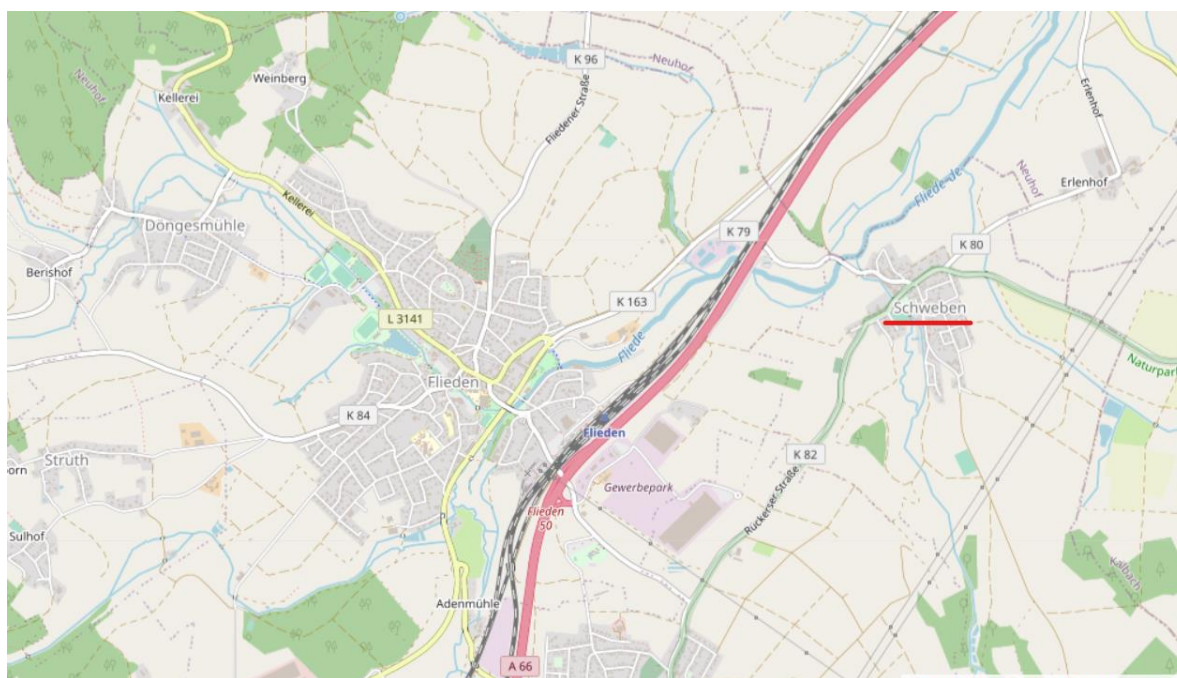 K 96
Neuhof
Weinberg
Neuhof
Kellerei
Fliedener Straße
Erlenhof
Neuhof
Erlenhof
Fliede
Kellerei
Döngesmühle
K 79
K 80
Berishof
K 163
Schweben
L 3141
Fliede
Naturpark
Flieden
K 84
Flieden
K 82
Struth
orn
Gewerbepark
Rückerser Straße
Flieden
50
Sulhof
Kalbach
Adenmühle
A 66